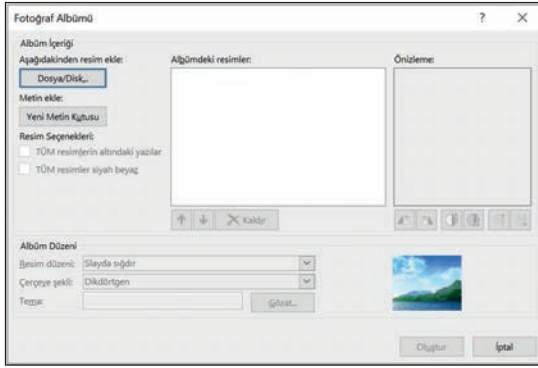 Fotoğraf Albümü
Albüm İçeriği
Aşağıdakinden resim ekle:
Dosya/Disk...
Metin ekle:
Yeni Metin Kutusu
Resim Seçenekleri:
TÜM resimlerin altındaki yazılar
TÜM resimler siyah beyaz
Albümdeki resimler:
Kaldır
Önizleme:
Albüm Düzeni
Resim düzeni: Slayda sığdır
Çerçeve şekli: Dikdörtgen
Tema:
Gözat...
Oluştur
İptal